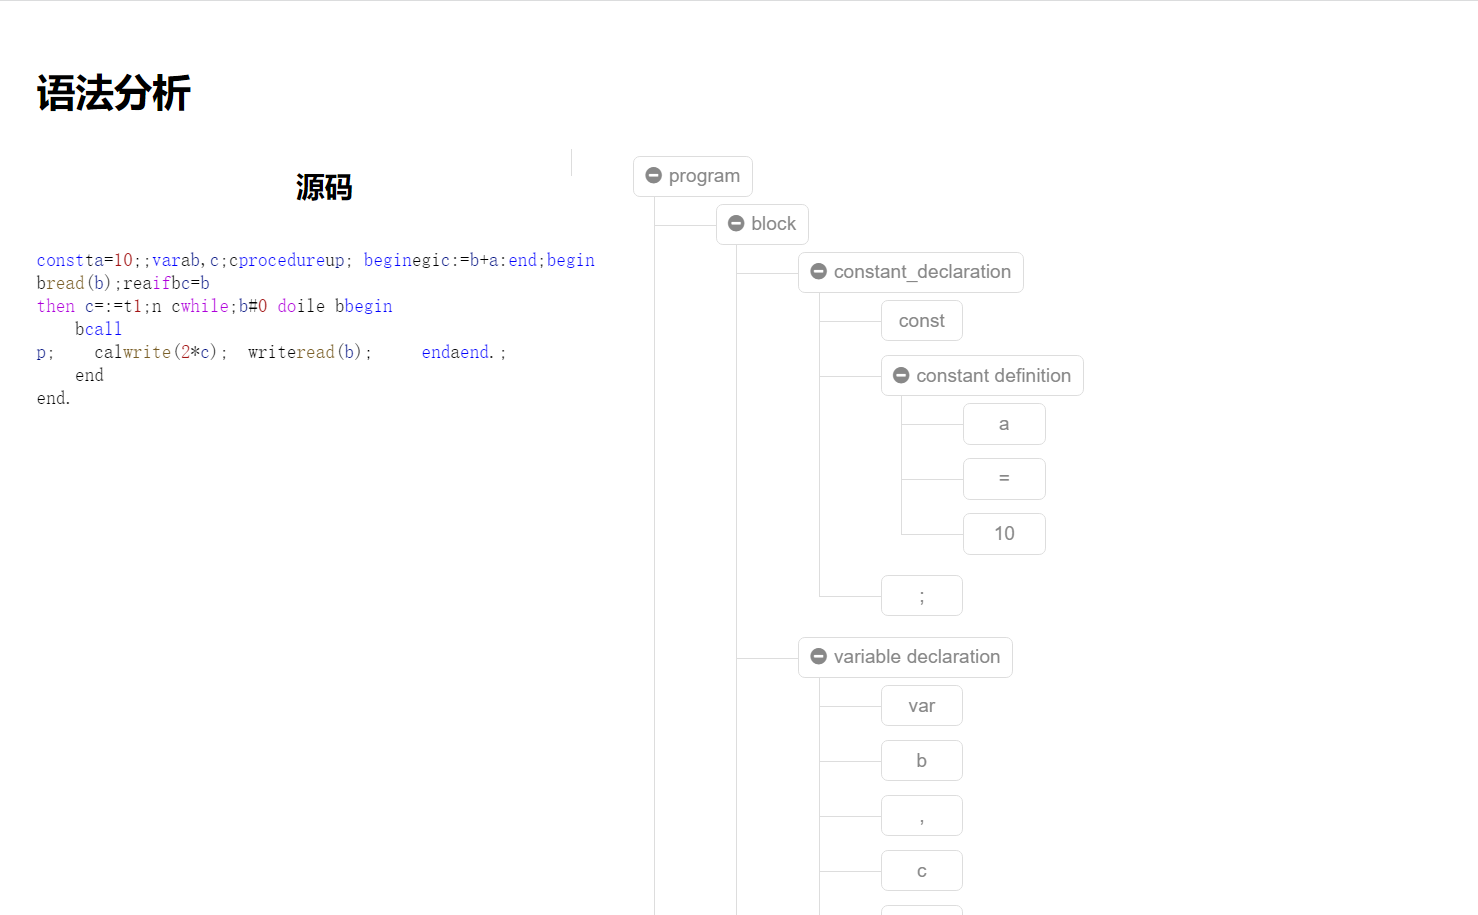 语法分析
源码
constta=10;;varab,c;cprocedureup; beginegic:=b+a:end;begin
bread(b);reaifbc=b
then c=:=t1;n cwhile;b#0 doile bbegin
bcall
p; calwrite(2*c); writeread(b); endaend.;
end
end.
program
block
constant_declaration
const
constant definition
a
=
10
;
variable declaration
var
b
,
c